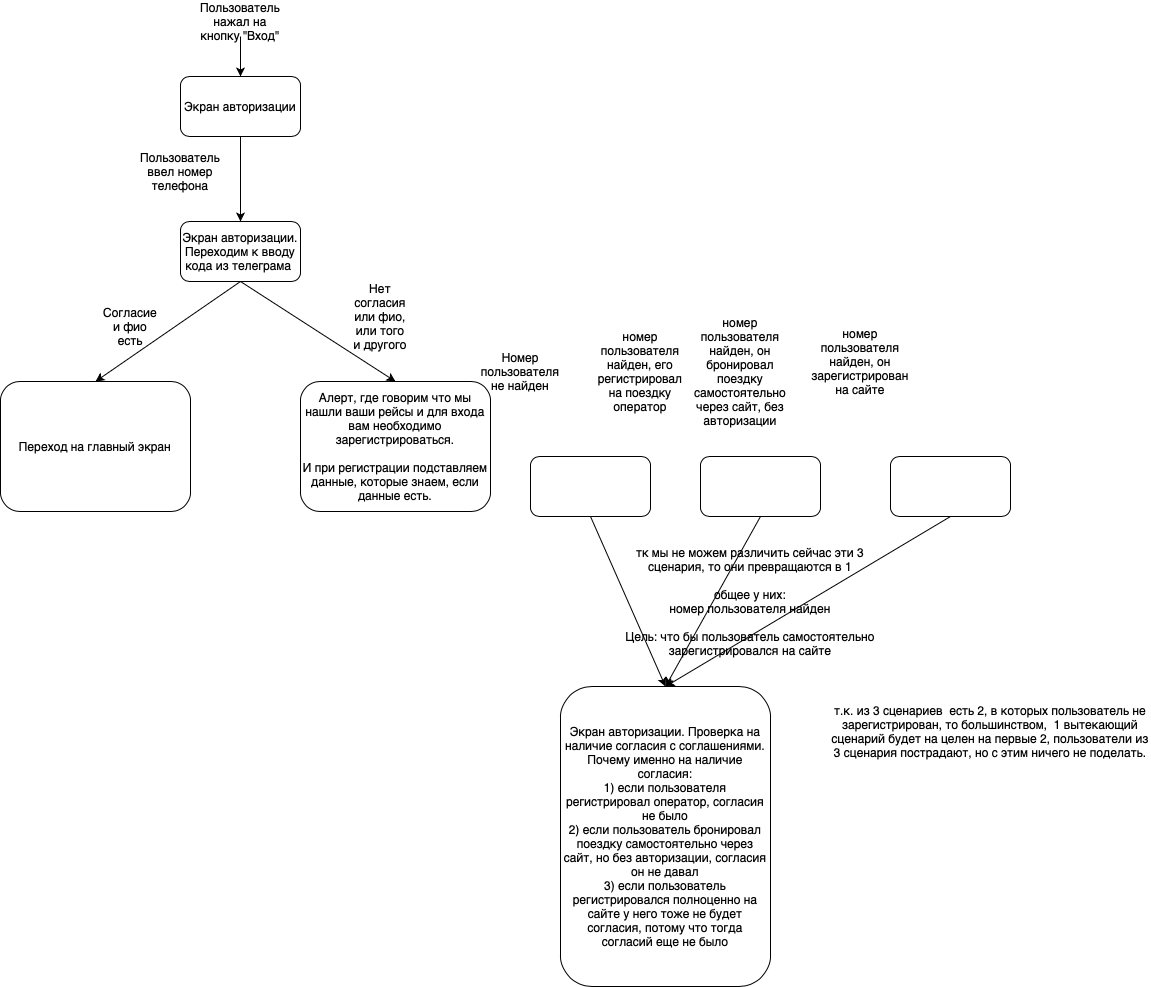 Пользователь
нажал на
кнопку "Вход"
Экран авторизации
Пользователь
ввел номер
телефона
Экран авторизации.
Переходим к вводу
кода из телеграма
Согласие
и фио
есть
Нет
согласия
или фио,
или того
и другого
Переход на главный экран
Алерт, где говорим что мы
нашли ваши рейсы и для входа
вам необходимо
зарегистрироваться.
И при регистрации подставляем
данные, которые знаем, если
данные есть.
Номер
пользователя
не найден
номер
пользователя
найден, его
регистрировал
на поездку
оператор
номер
пользователя
найден, он
бронировал
поездку
самостоятельно
через сайт, без
авторизации
номер
пользователя
найден, он
зарегистрирован
на сайте
тк мы не можем различить сейчас эти 3
сценария, то они превращаются в 1
общее у них:
номер пользователя найден
Цель: что бы пользователь самостоятельно
зарегистрировался на сайте
Экран авторизации. Проверка на
наличие согласия с соглашениями.
Почему именно на наличие
согласия:
1) если пользователя
регистрировал оператор, согласия
не было
2) если пользователь бронировал
поездку самостоятельно через
сайт, но без авторизации, согласия
он не давал
3) если пользователь
регистрировался полноценно на
сайте у него тоже не будет
согласия, потому что тогда
согласий еще не было
т.к. из 3 сценариев есть 2, в которых пользователь не
зарегистрирован, то большинством, 1 вытекающий
сценарий будет на целен на первые 2, пользователи из
3 сценария пострадают, но с этим ничего не поделать.